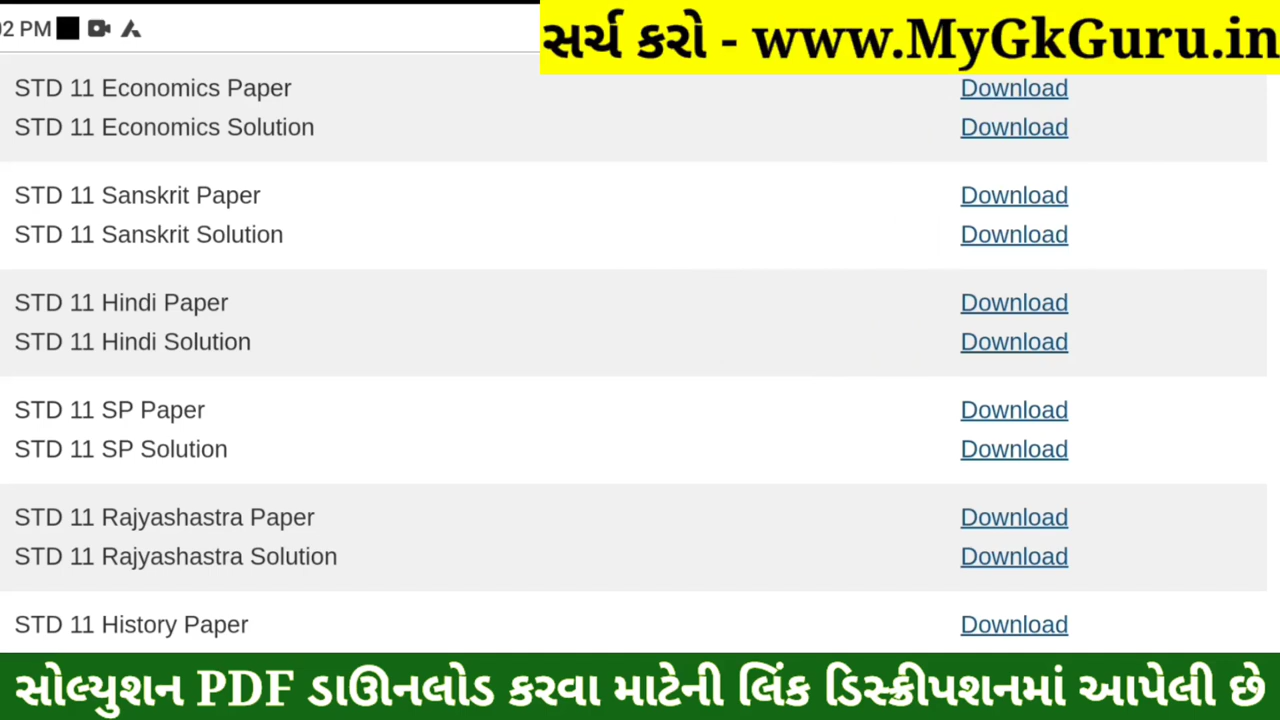 02 PM
સર્ચ કરો - www.MyGkGuru.in
STD 11 Economics Paper Download
STD 11 Economics Solution Download
STD 11 Sanskrit Paper Download
STD 11 Sanskrit Solution Download
STD 11 Hindi Paper Download
STD 11 Hindi Solution Download
STD 11 SP Paper Download
STD 11 SP Solution Download
STD 11 Rajyashastra Paper Download
STD 11 Rajyashastra Solution Download
STD 11 History Paper Download
સોલ્યુશન PDF ડાઊનલોડ કરવા માટેની લિંક ડિસ્ક્રીપશનમાં આપેલી છે